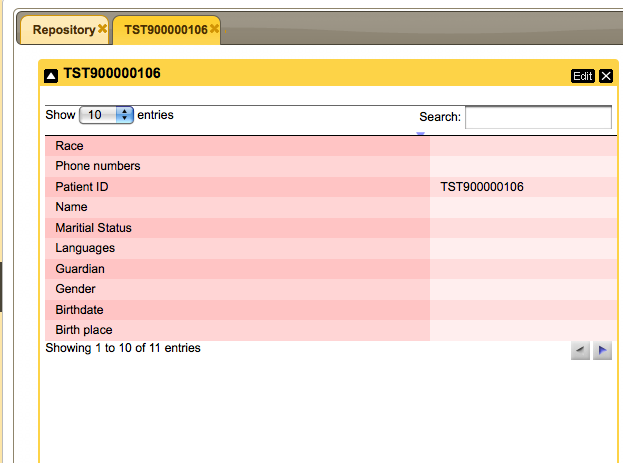 Repository TST900000106
TST900000106 Edit
Show 10 entries Search:
Race
Phone numbers
Patient ID TST900000106
Name
Maritial Status
Languages
Guardian
Gender
Birthdate
Birth place
Showing 1 to 10 of 11 entries